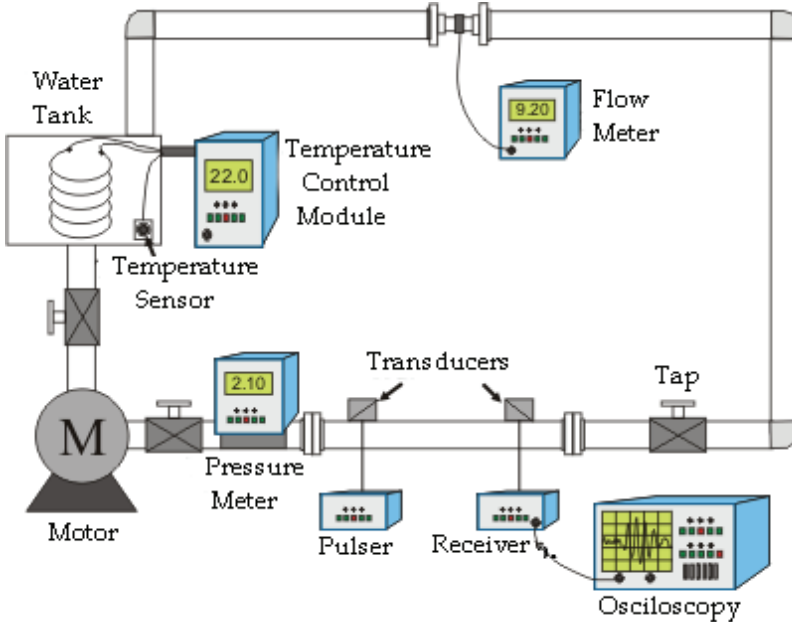 Water
Tank
9.20
Flow
Meter
22.0
Temperature
Control
Module
Temperature
Sensor
Transducers
Tap
2.10
M
Pressure
Meter
Motor
Pulser
Receiver
Osciloscopy